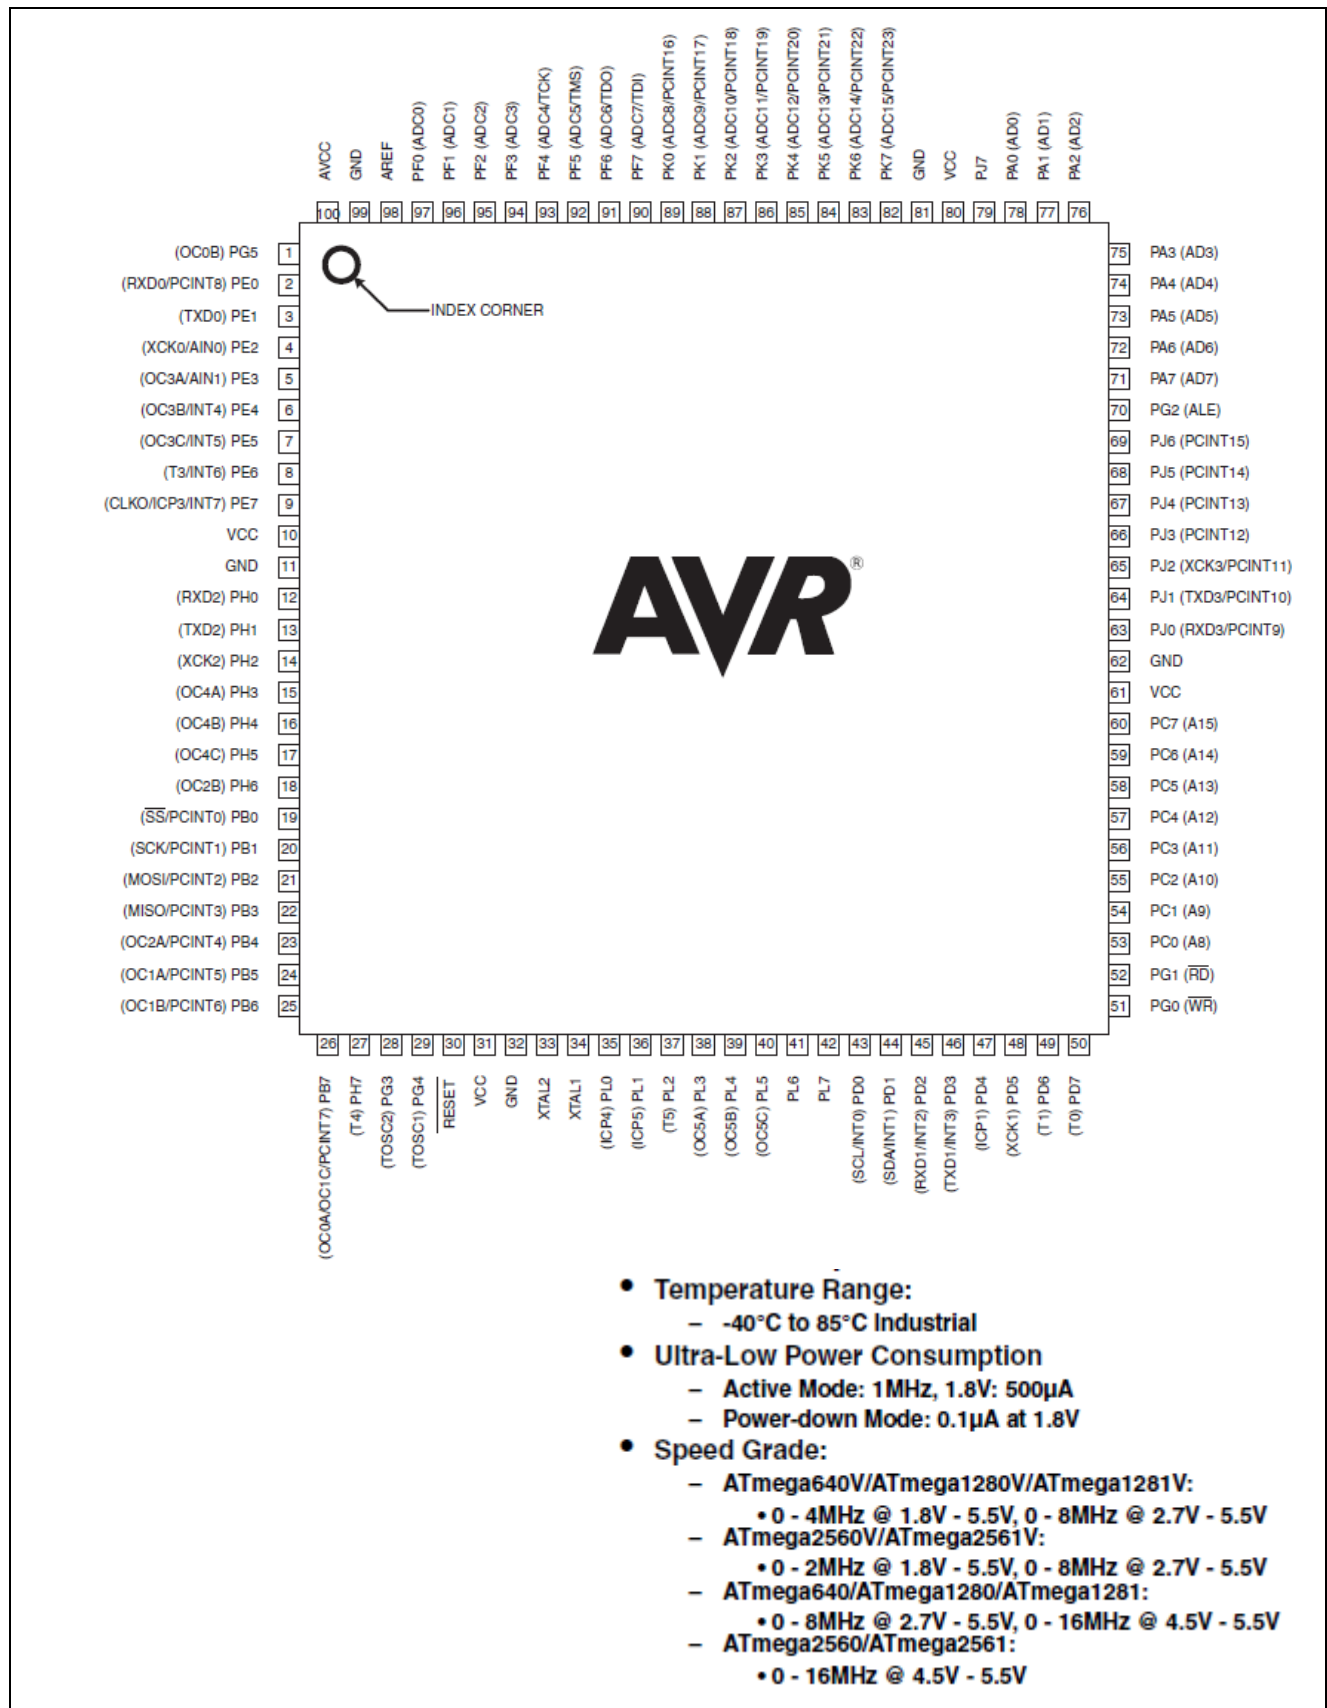 AVCC
GND
AREF
PF0 (ADC0)
PF1 (ADC1)
PF2 (ADC2)
PF3 (ADC3)
PF4 (ADC4/TCK)
PF5 (ADC5/TMS)
PF6 (ADC6/TDO)
PF7 (ADC7/TDI)
PK0 (ADC8/PCINT16)
PK1 (ADC9/PCINT17)
PK2 (ADC10/PCINT18)
PK3 (ADC11/PCINT19)
PK4 (ADC12/PCINT20)
PK5 (ADC13/PCINT21)
PK6 (ADC14/PCINT22)
PK7 (ADC15/PCINT23)
GND
VCC
PJ7
PA0 (AD0)
PA1 (AD1)
PA2 (AD2)
100 99 98 97 96 95 94 93 92 91 90 89 88 87 86 85 84 83 82 81 80 79 78 77 76
(OC0B) PG5 1
(RXD0/PCINT8) PE0 2
(TXD0) PE1 3
(XCK0/AIN0) PE2 4
(OC3A/AIN1) PE3 5
(OC3B/INT4) PE4 6
(OC3C/INT5) PE5 7
(T3/INT6) PE6 8
(CLKO/ICP3/INT7) PE7 9
VCC 10
GND 11
(RXD2) PH0 12
(TXD2) PH1 13
(XCK2) PH2 14
(OC4A) PH3 15
(OC4B) PH4 16
(OC4C) PH5 17
(OC2B) PH6 18
(SS/PCINT0) PB0 19
(SCK/PCINT1) PB1 20
(MOSI/PCINT2) PB2 21
(MISO/PCINT3) PB3 22
(OC2A/PCINT4) PB4 23
(OC1A/PCINT5) PB5 24
(OC1B/PCINT6) PB6 25
INDEX CORNER
AVR®
75 PA3 (AD3)
74 PA4 (AD4)
73 PA5 (AD5)
72 PA6 (AD6)
71 PA7 (AD7)
70 PG2 (ALE)
69 PJ6 (PCINT15)
68 PJ5 (PCINT14)
67 PJ4 (PCINT13)
66 PJ3 (PCINT12)
65 PJ2 (XCK3/PCINT11)
64 PJ1 (TXD3/PCINT10)
63 PJ0 (RXD3/PCINT9)
62 GND
61 VCC
60 PC7 (A15)
59 PC6 (A14)
58 PC5 (A13)
57 PC4 (A12)
56 PC3 (A11)
55 PC2 (A10)
54 PC1 (A9)
53 PC0 (A8)
52 PG1 (RD)
51 PG0 (WR)
26 27 28 29 30 31 32 33 34 35 36 37 38 39 40 41 42 43 44 45 46 47 48 49 50
(OC0A/OC1C/PCINT7) PB7
(T4) PH7
(TOSC2) PG3
(TOSC1) PG4
RESET
VCC
GND
XTAL2
XTAL1
(ICP4) PL0
(ICP5) PL1
(T5) PL2
(OC5A) PL3
(OC5B) PL4
(OC5C) PL5
PL6
PL7
(SCL/INT0) PD0
(SDA/INT1) PD1
(RXD1/INT2) PD2
(TXD1/INT3) PD3
(ICP1) PD4
(XCK1) PD5
(T1) PD6
(T0) PD7
• Temperature Range:
– -40°C to 85°C Industrial
• Ultra-Low Power Consumption
– Active Mode: 1MHz, 1.8V: 500µA
– Power-down Mode: 0.1µA at 1.8V
• Speed Grade:
– ATmega640V/ATmega1280V/ATmega1281V:
• 0 - 4MHz @ 1.8V - 5.5V, 0 - 8MHz @ 2.7V - 5.5V
– ATmega2560V/ATmega2561V:
• 0 - 2MHz @ 1.8V - 5.5V, 0 - 8MHz @ 2.7V - 5.5V
– ATmega640/ATmega1280/ATmega1281:
• 0 - 8MHz @ 2.7V - 5.5V, 0 - 16MHz @ 4.5V - 5.5V
– ATmega2560/ATmega2561:
• 0 - 16MHz @ 4.5V - 5.5V